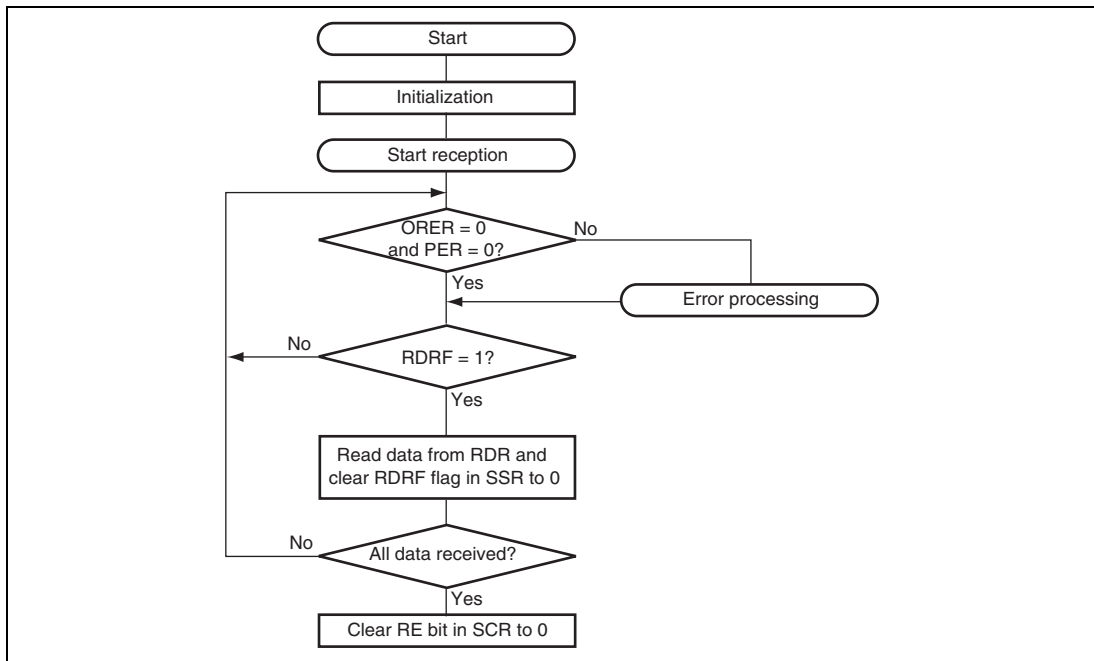 Start
Initialization
Start reception
ORER = 0
and PER = 0?
No
Yes
Error processing
No
RDRF = 1?
Yes
Read data from RDR and
clear RDRF flag in SSR to 0
No
All data received?
Yes
Clear RE bit in SCR to 0